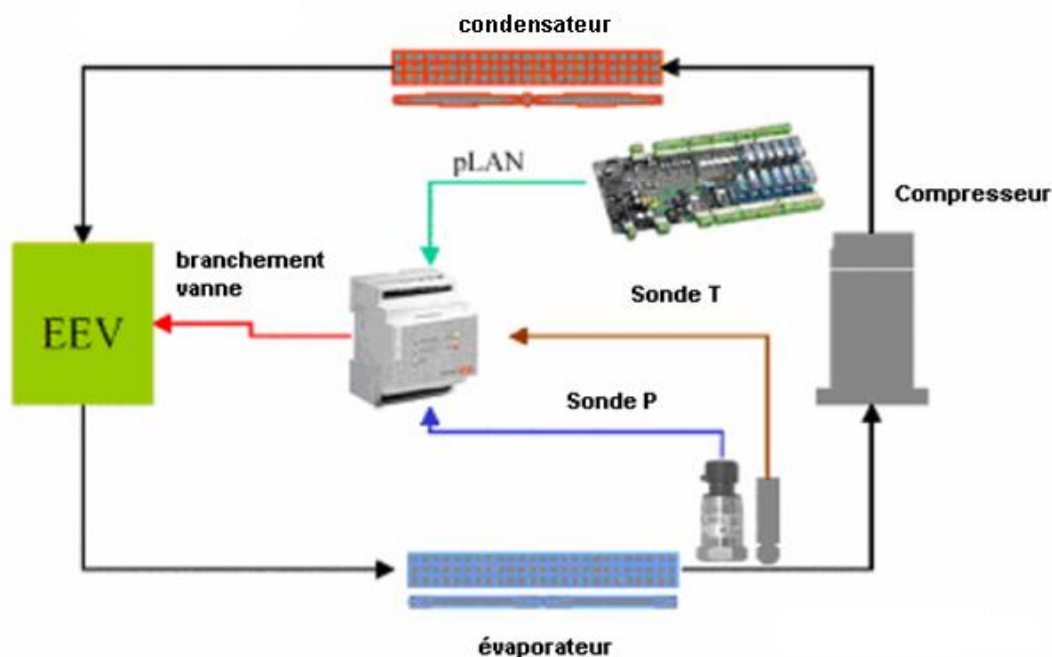 condensateur
pLAN
Compresseur
branchement
vanne
Sonde T
EEV
Sonde P
évaporateur